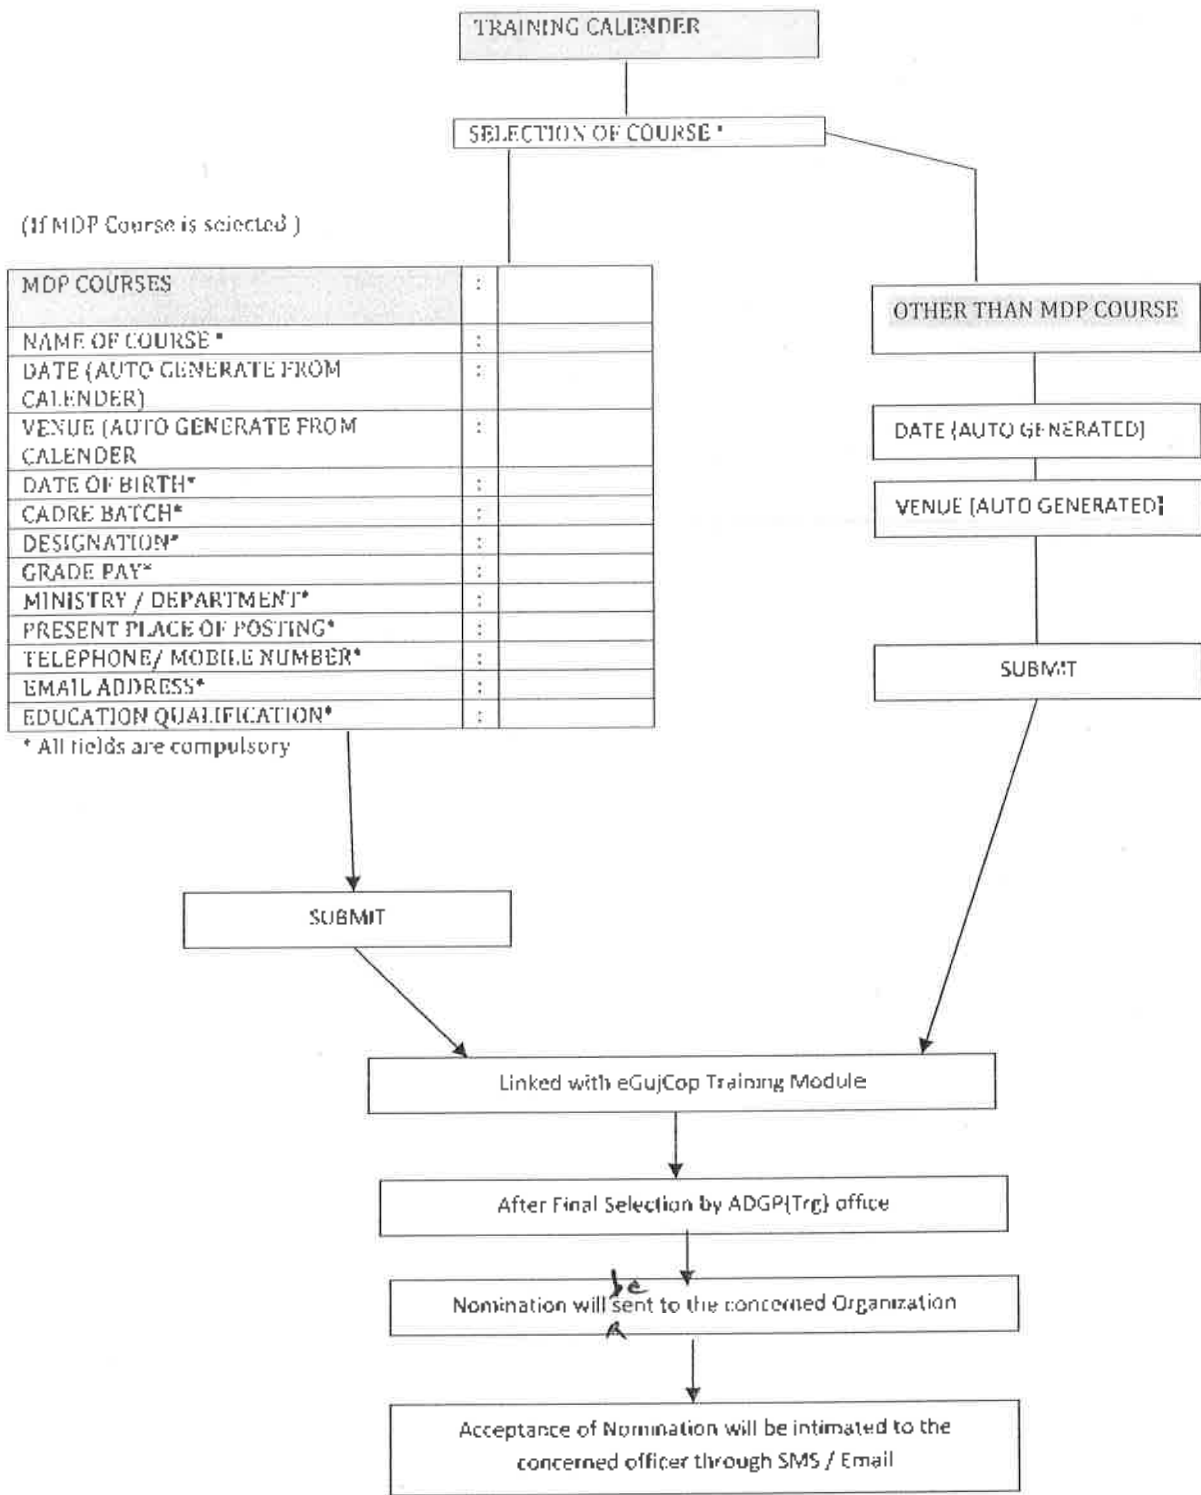 TRAINING CALENDER
SELECTION OF COURSE *
(If MDP Course is selected )
MDP COURSES :
NAME OF COURSE * :
DATE (AUTO GENERATE FROM :
CALENDER)
VENUE (AUTO GENERATE FROM :
CALENDER
DATE OF BIRTH* :
CADRE BATCH* :
DESIGNATION* :
GRADE PAY* :
MINISTRY / DEPARTMENT* :
PRESENT PLACE OF POSTING* :
TELEPHONE/ MOBILE NUMBER* :
EMAIL ADDRESS* :
EDUCATION QUALIFICATION* :
* All fields are compulsory
SUBMIT
OTHER THAN MDP COURSE
DATE (AUTO GENERATED)
VENUE (AUTO GENERATED)
SUBMIT
Linked with eGujCop Training Module
After Final Selection by ADGP(Trg) office
Nomination will be sent to the concerned Organization
Acceptance of Nomination will be intimated to the
concerned officer through SMS / Email